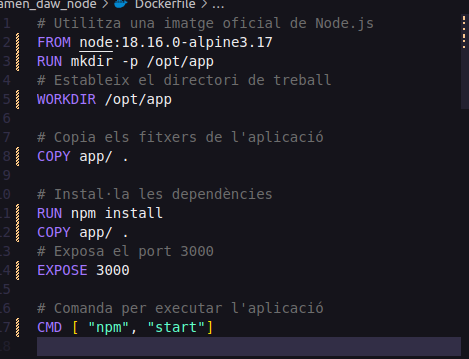 amen_daw_node > Dockerfile > ...
1 # Utilitza una imatge oficial de Node.js
2 FROM node:18.16.0-alpine3.17
3 RUN mkdir -p /opt/app
4 # Estableix el directori de treball
5 WORKDIR /opt/app
6
7 # Copia els fitxers de l'aplicació
8 COPY app/ .
9
10 # Instal·la les dependències
11 RUN npm install
12 COPY app/ .
13 # Exposa el port 3000
14 EXPOSE 3000
15
16 # Comanda per executar l'aplicació
17 CMD [ "npm", "start"]
18